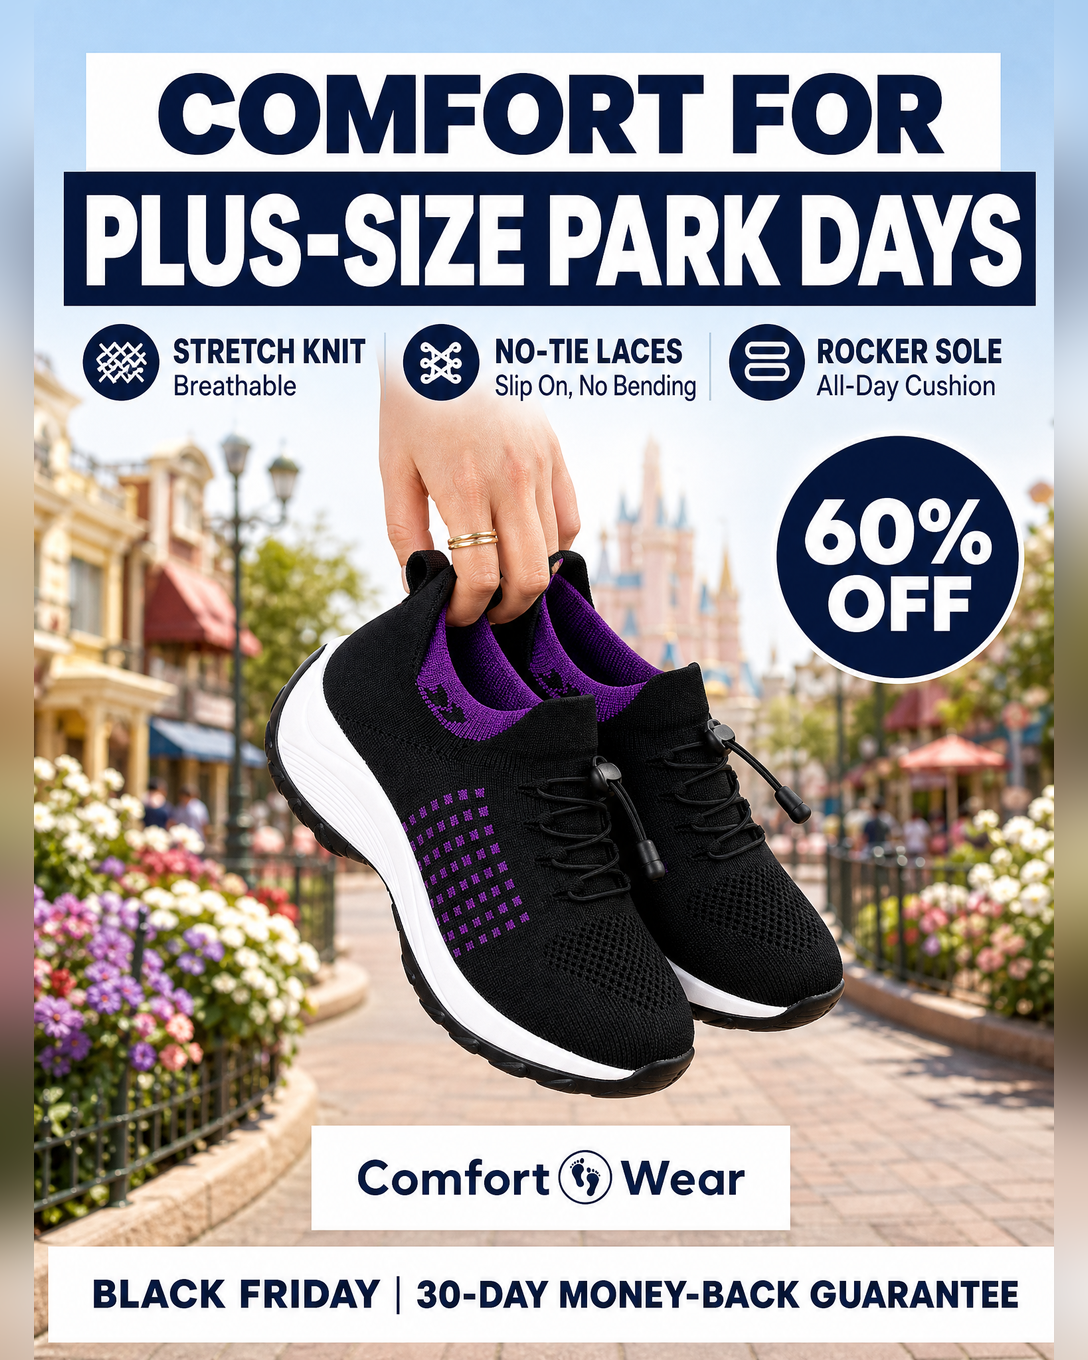 COMFORT FOR
PLUS-SIZE PARK DAYS
STRETCH KNIT
Breathable
NO-TIE LACES
Slip On, No Bending
ROCKER SOLE
All-Day Cushion
60%
OFF
Comfort Wear
BLACK FRIDAY | 30-DAY MONEY-BACK GUARANTEE